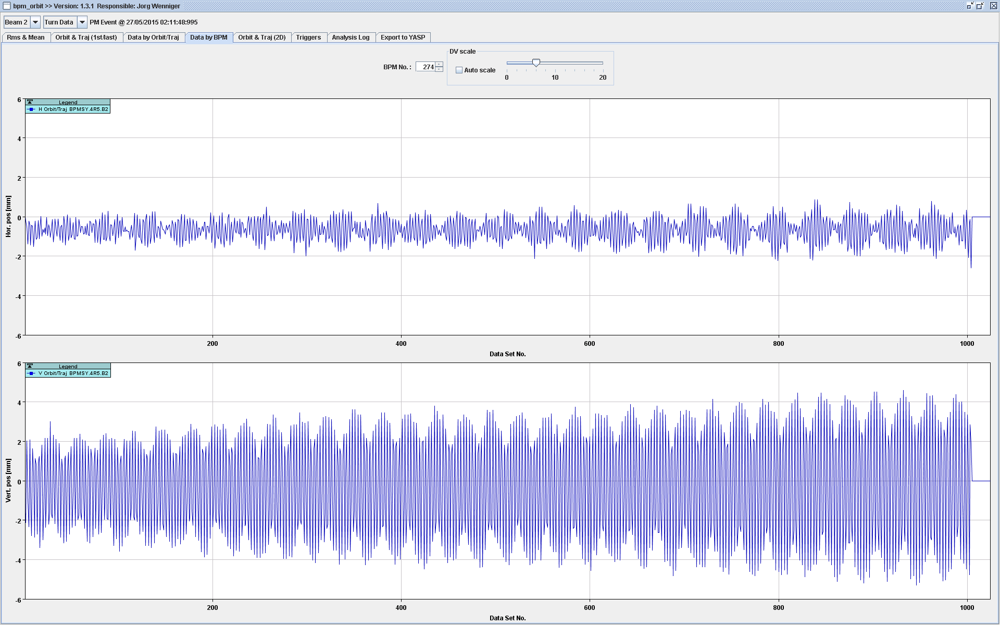 bpm_orbit >> Version: 1.3.1 Responsible: Jorg Wenniger
Beam 2 Turn Data PM Event @ 27/05/2015 02:11:48:995
Rms & Mean Orbit & Traj (1st/last) Data by Orbit/Traj Data by BPM Orbit & Traj (2D) Triggers Analysis Log Export to YASP
DV scale
BPM No. : 274 Auto scale
0 10 20
Legend
H Orbit/Traj BPMSY.4R5.B2
Hor. pos [mm]
6
4
2
0
-2
-4
-6
200 400 600 800 1000
Data Set No.
Legend
V Orbit/Traj BPMSY.4R5.B2
Vert. pos [mm]
6
4
2
0
-2
-4
-6
200 400 600 800 1000
Data Set No.